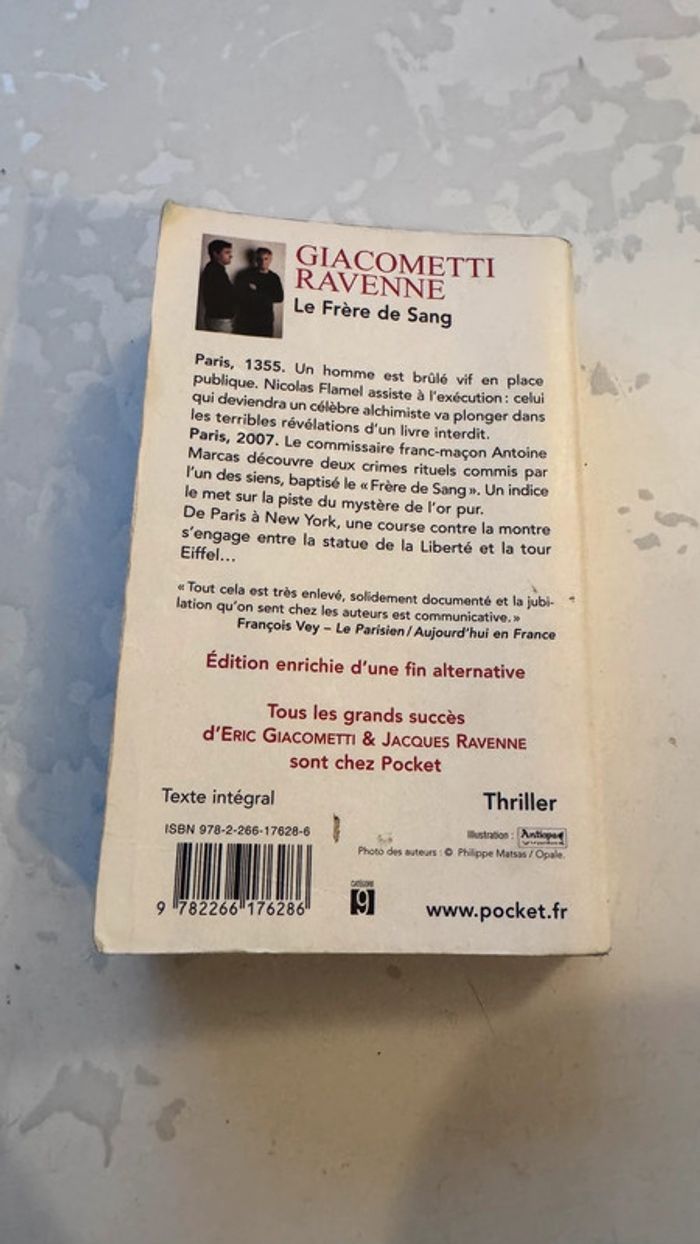 GIACOMETTI
RAVENNE
Le Frère de Sang
Paris, 1355. Un homme est brûlé vif en place
publique. Nicolas Flamel assiste à l'exécution : celui
qui deviendra un célèbre alchimiste va plonger dans
les terribles révélations d'un livre interdit.
Paris, 2007. Le commissaire franc-maçon Antoine
Marcas découvre deux crimes rituels commis par
l'un des siens, baptisé le « Frère de Sang ». Un indice
le met sur la piste du mystère de l'or pur.
De Paris à New York, une course contre la montre
s'engage entre la statue de la Liberté et la tour
Eiffel...
« Tout cela est très enlevé, solidement documenté et la jubi-
lation qu'on sent chez les auteurs est communicative. »
François Vey – Le Parisien / Aujourd'hui en France
Édition enrichie d'une fin alternative
Tous les grands succès
d'ERIC GIACOMETTI & JACQUES RAVENNE
sont chez Pocket
Texte intégral
Thriller
ISBN 978-2-266-17628-6
Illustration : Antiopa
Photo des auteurs : © Philippe Matsas / Opale.
9 782266 176286
CATÉGORIE
9
www.pocket.fr